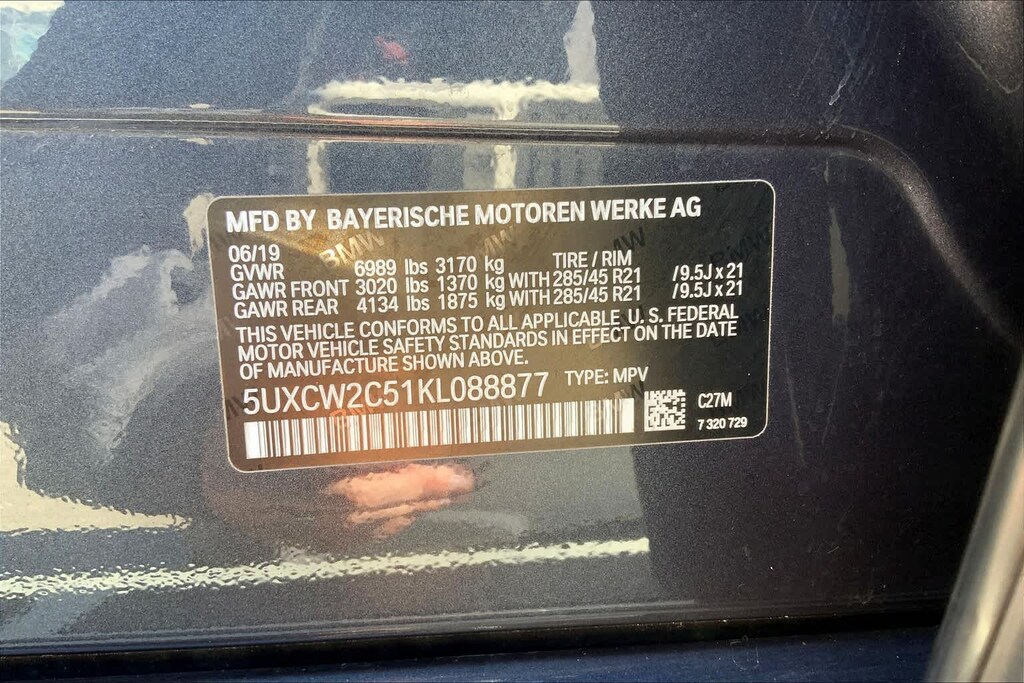 MFD BY BAYERISCHE MOTOREN WERKE AG
06/19 TIRE / RIM
GVWR 6989 lbs 3170 kg
GAWR FRONT 3020 lbs 1370 kg WITH 285/45 R21 /9.5J x 21
GAWR REAR 4134 lbs 1875 kg WITH 285/45 R21 /9.5J x 21
THIS VEHICLE CONFORMS TO ALL APPLICABLE U. S. FEDERAL
MOTOR VEHICLE SAFETY STANDARDS IN EFFECT ON THE DATE
OF MANUFACTURE SHOWN ABOVE.
5UXCW2C51KL088877 TYPE: MPV
C27M
7 320 729
BMW
BMW
BMW